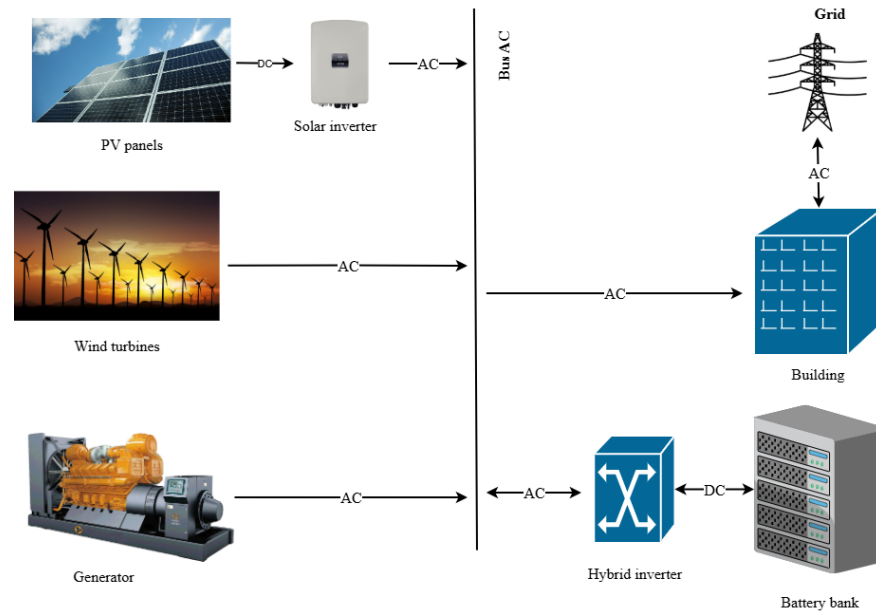 Grid
Bus AC
DC
AC
PV panels
Solar inverter
AC
AC
AC
Wind turbines
Building
AC
AC
DC
Generator
Hybrid inverter
Battery bank